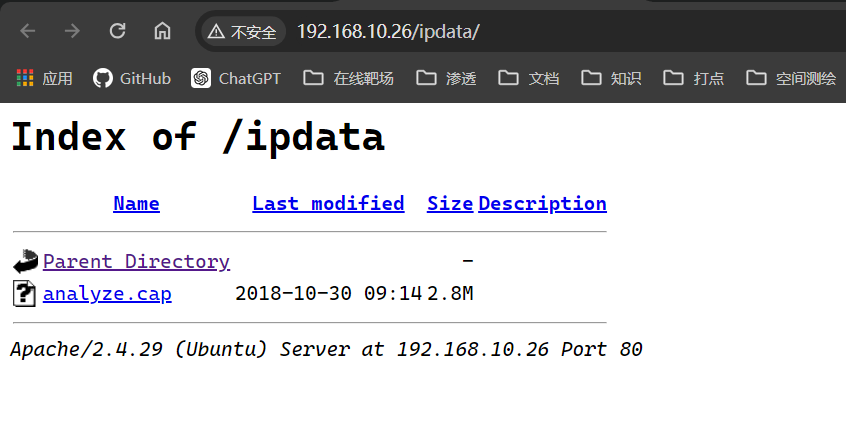 不安全 192.168.10.26/ipdata/
应用 GitHub ChatGPT 在线靶场 渗透 文档 知识 打点 空间测绘
Index of /ipdata
Name Last modified Size Description
Parent Directory -
analyze.cap 2018-10-30 09:14 2.8M
Apache/2.4.29 (Ubuntu) Server at 192.168.10.26 Port 80